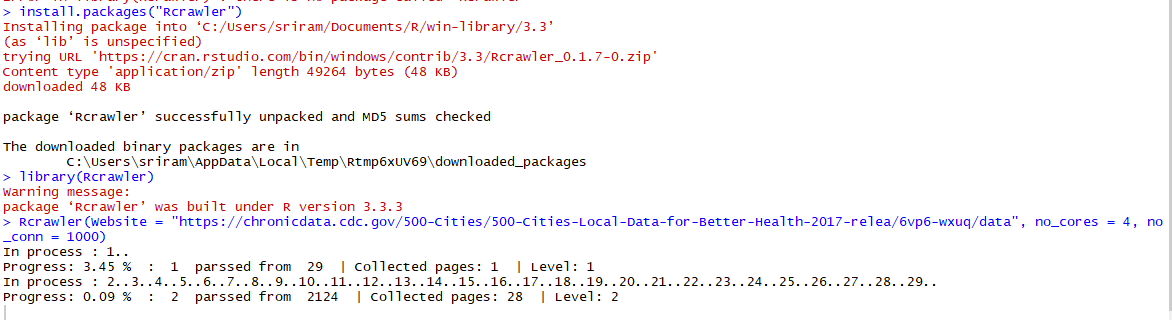 > install.packages("Rcrawler")
Installing package into ‘C:/Users/sriram/Documents/R/win-library/3.3’
(as ‘lib’ is unspecified)
trying URL 'https://cran.rstudio.com/bin/windows/contrib/3.3/Rcrawler_0.1.7-0.zip'
Content type 'application/zip' length 49264 bytes (48 KB)
downloaded 48 KB
package ‘Rcrawler’ successfully unpacked and MD5 sums checked
The downloaded binary packages are in
C:\Users\sriram\AppData\Local\Temp\Rtmp6xUV69\downloaded_packages
> library(Rcrawler)
Warning message:
package ‘Rcrawler’ was built under R version 3.3.3
> Rcrawler(Website = "https://chronicdata.cdc.gov/500-Cities/500-Cities-Local-Data-for-Better-Health-2017-relea/6vp6-wxuq/data", no_cores = 4, no
_conn = 1000)
In process : 1..
Progress: 3.45 %  :  1  parssed from  29  | Collected pages: 1  | Level: 1
In process : 2..3..4..5..6..7..8..9..10..11..12..13..14..15..16..17..18..19..20..21..22..23..24..25..26..27..28..29..
Progress: 0.09 %  :  2  parssed from  2124  | Collected pages: 28  | Level: 2